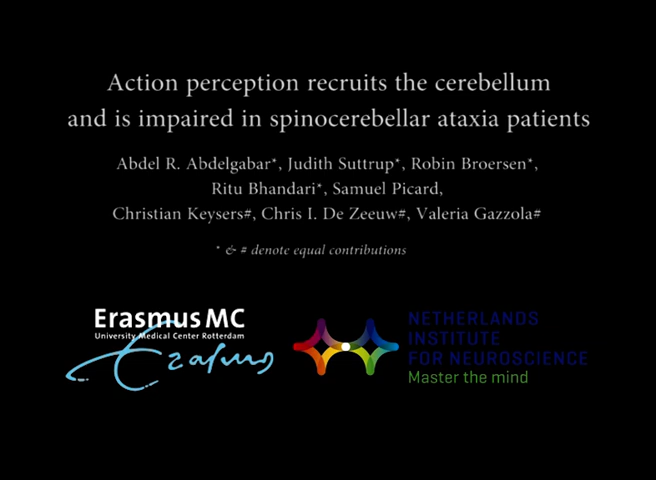 Action perception recruits the cerebellum
and is impaired in spinocerebellar ataxia patients
Abdel R. Abdelgabar*, Judith Suttrup*, Robin Broersen*,
Ritu Bhandari*, Samuel Picard,
Christian Keysers#, Chris I. De Zeeuw#, Valeria Gazzola#
* & # denote equal contributions
Erasmus MC
University Medical Center Rotterdam
Erasmus
NETHERLANDS
INSTITUTE
FOR NEUROSCIENCE
Master the mind